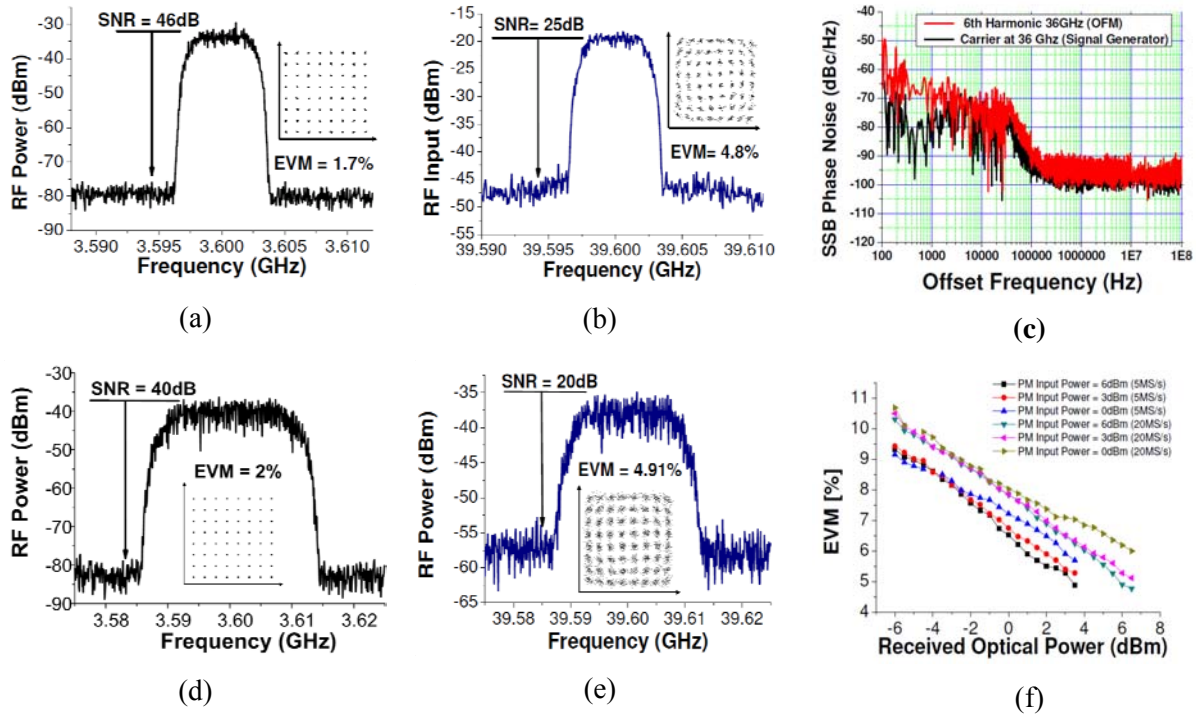 SNR = 46dB
-30
-40
-50
-60
-70
-80
-90
RF Power (dBm)
EVM = 1.7%
3.590 3.595 3.600 3.605 3.610
Frequency (GHz)
(a)
SNR= 25dB
-15
-20
-25
-30
-35
-40
-45
-50
-55
RF Input (dBm)
EVM= 4.8%
39.590 39.595 39.600 39.605 39.610
Frequency (GHz)
(b)
6th Harmonic 36GHz (OFM)
Carrier at 36 Ghz (Signal Generator)
-40
-50
-60
-70
-80
-90
-100
-120
SSB Phase Noise (dBc/Hz)
100 1000 10000 100000 1000000 1E7 1E8
Offset Frequency (Hz)
(c)
SNR = 40dB
-30
-40
-50
-60
-70
-80
-90
RF Power (dBm)
EVM = 2%
3.58 3.59 3.60 3.61 3.62
Frequency (GHz)
(d)
SNR = 20dB
-35
-40
-45
-50
-55
-60
-65
RF Power (dBm)
EVM = 4.91%
39.58 39.59 39.60 39.61 39.62
Frequency (GHz)
(e)
PM Input Power = 6dBm (5MS/s)
PM Input Power = 3dBm (5MS/s)
PM Input Power = 0dBm (5MS/s)
PM Input Power = 6dBm (20MS/s)
PM Input Power = 3dBm (20MS/s)
PM Input Power = 0dBm (20MS/s)
11
10
9
8
7
6
5
4
EVM [%]
-6 -4 -2 0 2 4 6 8
Received Optical Power (dBm)
(f)